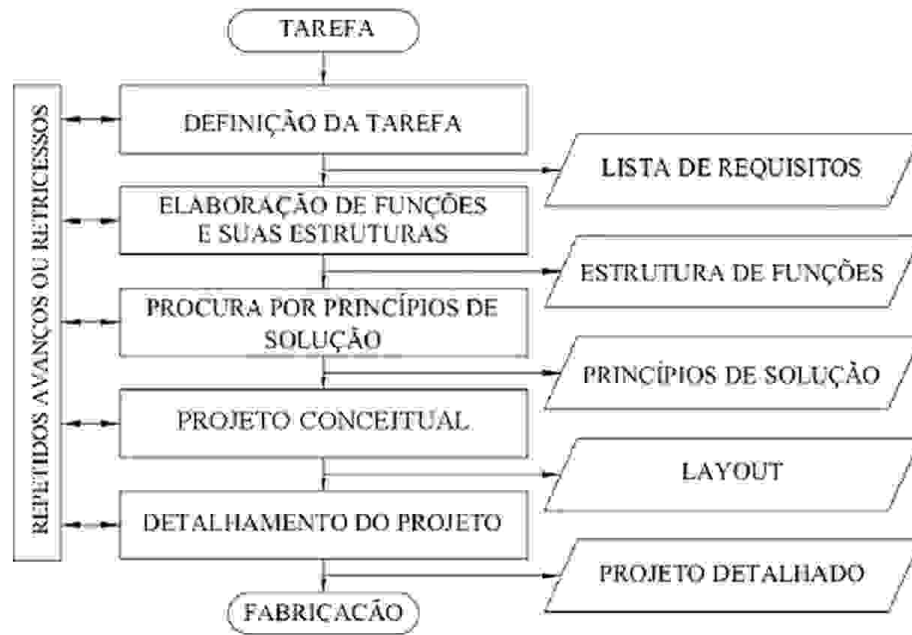 TAREFA
REPETIDOS AVANÇOS OU RETRICESSOS
DEFINIÇÃO DA TAREFA
LISTA DE REQUISITOS
ELABORAÇÃO DE FUNÇÕES
E SUAS ESTRUTURAS
ESTRUTURA DE FUNÇÕES
PROCURA POR PRINCÍPIOS DE
SOLUÇÃO
PRINCÍPIOS DE SOLUÇÃO
PROJETO CONCEITUAL
LAYOUT
DETALHAMENTO DO PROJETO
PROJETO DETALHADO
FABRICACÃO